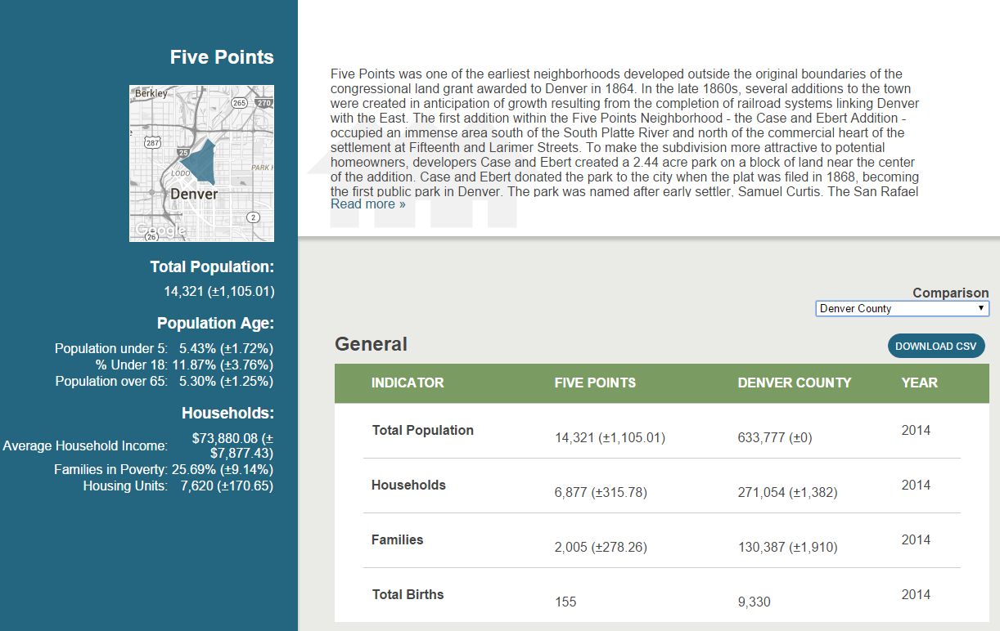 Five Points
Berkley
265
270
287
25
LODO
PARK H
Denver
2
Google
26
Total Population:
14,321 (±1,105.01)
Population Age:
Population under 5: 5.43% (±1.72%)
% Under 18: 11.87% (±3.76%)
Population over 65: 5.30% (±1.25%)
Households:
Average Household Income: $73,880.08 (±
$7,877.43)
Families in Poverty: 25.69% (±9.14%)
Housing Units: 7,620 (±170.65)
Five Points was one of the earliest neighborhoods developed outside the original boundaries of the
congressional land grant awarded to Denver in 1864. In the late 1860s, several additions to the town
were created in anticipation of growth resulting from the completion of railroad systems linking Denver
with the East. The first addition within the Five Points Neighborhood - the Case and Ebert Addition -
occupied an immense area south of the South Platte River and north of the commercial heart of the
settlement at Fifteenth and Larimer Streets. To make the subdivision more attractive to potential
homeowners, developers Case and Ebert created a 2.44 acre park on a block of land near the center
of the addition. Case and Ebert donated the park to the city when the plat was filed in 1868, becoming
the first public park in Denver. The park was named after early settler, Samuel Curtis. The San Rafael
Read more »
Comparison
Denver County
General
DOWNLOAD CSV
INDICATOR FIVE POINTS DENVER COUNTY YEAR
Total Population 14,321 (±1,105.01) 633,777 (±0) 2014
Households 6,877 (±315.78) 271,054 (±1,382) 2014
Families 2,005 (±278.26) 130,387 (±1,910) 2014
Total Births 155 9,330 2014